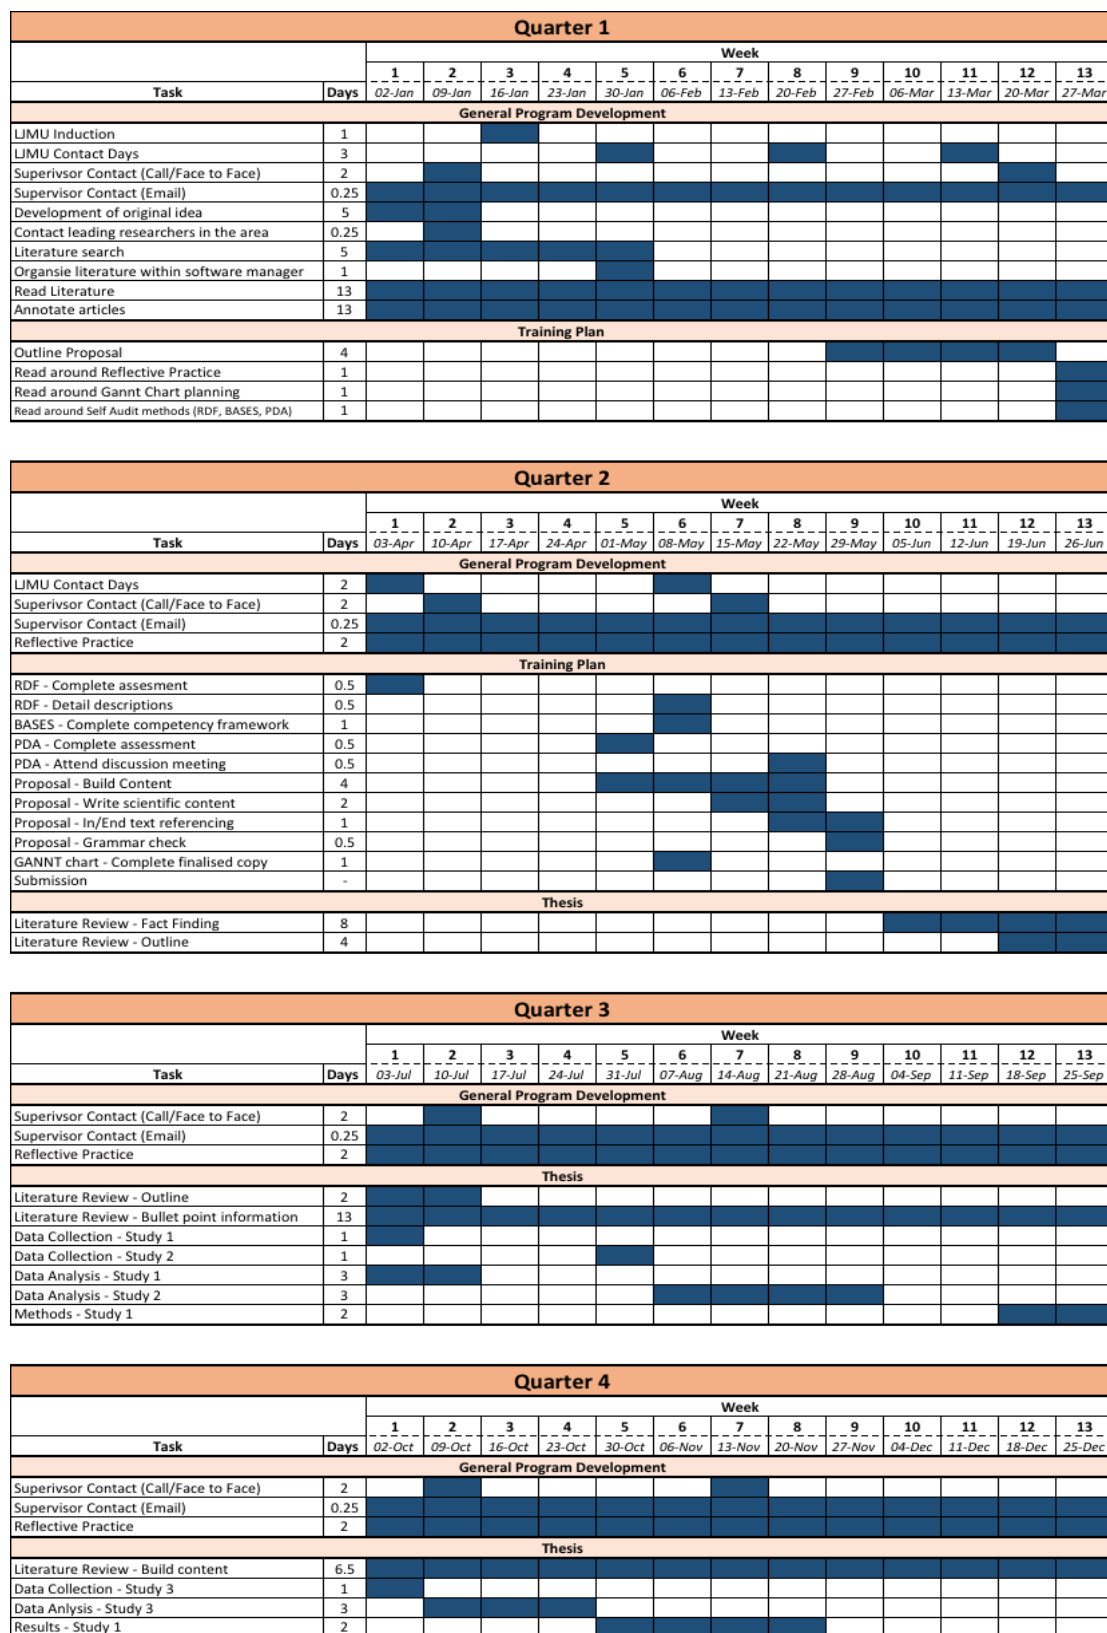 Quarter 1
Week
1 2 3 4 5 6 7 8 9 10 11 12 13
Task Days 02-Jan 09-Jan 16-Jan 23-Jan 30-Jan 06-Feb 13-Feb 20-Feb 27-Feb 06-Mar 13-Mar 20-Mar 27-Mar
General Program Development
LJMU Induction 1
LJMU Contact Days 3
Superivsor Contact (Call/Face to Face) 2
Supervisor Contact (Email) 0.25
Development of original idea 5
Contact leading researchers in the area 0.25
Literature search 5
Organsie literature within software manager 1
Read Literature 13
Annotate articles 13
Training Plan
Outline Proposal 4
Read around Reflective Practice 1
Read around Gannt Chart planning 1
Read around Self Audit methods (RDF, BASES, PDA) 1
Quarter 2
Week
1 2 3 4 5 6 7 8 9 10 11 12 13
Task Days 03-Apr 10-Apr 17-Apr 24-Apr 01-May 08-May 15-May 22-May 29-May 05-Jun 12-Jun 19-Jun 26-Jun
General Program Development
LJMU Contact Days 2
Superivsor Contact (Call/Face to Face) 2
Supervisor Contact (Email) 0.25
Reflective Practice 2
Training Plan
RDF - Complete assesment 0.5
RDF - Detail descriptions 0.5
BASES - Complete competency framework 1
PDA - Complete assessment 0.5
PDA - Attend discussion meeting 0.5
Proposal - Build Content 4
Proposal - Write scientific content 2
Proposal - In/End text referencing 1
Proposal - Grammar check 0.5
GANNT chart - Complete finalised copy 1
Submission -
Thesis
Literature Review - Fact Finding 8
Literature Review - Outline 4
Quarter 3
Week
1 2 3 4 5 6 7 8 9 10 11 12 13
Task Days 03-Jul 10-Jul 17-Jul 24-Jul 31-Jul 07-Aug 14-Aug 21-Aug 28-Aug 04-Sep 11-Sep 18-Sep 25-Sep
General Program Development
Superivsor Contact (Call/Face to Face) 2
Supervisor Contact (Email) 0.25
Reflective Practice 2
Thesis
Literature Review - Outline 2
Literature Review - Bullet point information 13
Data Collection - Study 1 1
Data Collection - Study 2 1
Data Analysis - Study 1 3
Data Analysis - Study 2 3
Methods - Study 1 2
Quarter 4
Week
1 2 3 4 5 6 7 8 9 10 11 12 13
Task Days 02-Oct 09-Oct 16-Oct 23-Oct 30-Oct 06-Nov 13-Nov 20-Nov 27-Nov 04-Dec 11-Dec 18-Dec 25-Dec
General Program Development
Superivsor Contact (Call/Face to Face) 2
Supervisor Contact (Email) 0.25
Reflective Practice 2
Thesis
Literature Review - Build content 6.5
Data Collection - Study 3 1
Data Anlysis - Study 3 3
Results - Study 1 2